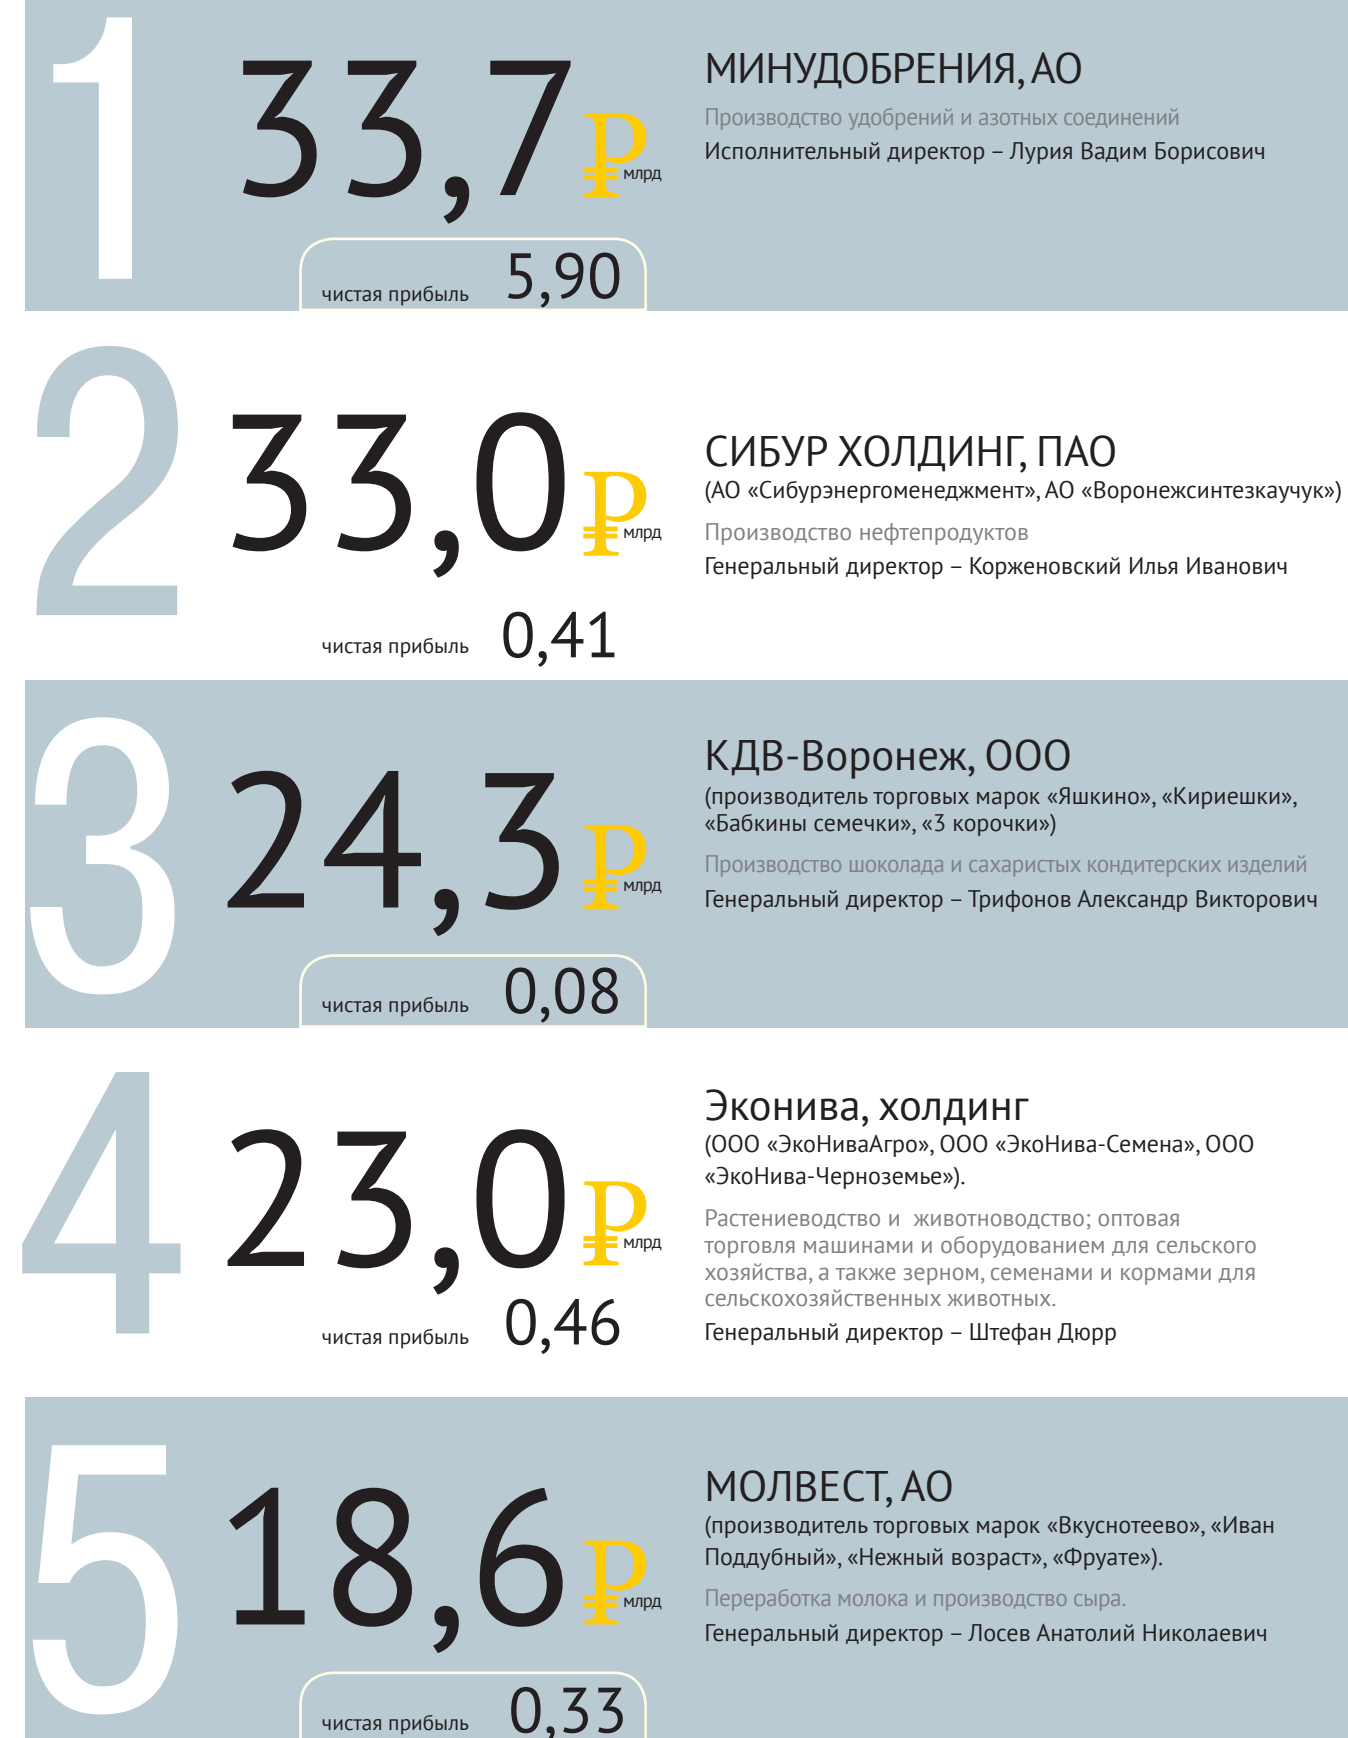 1
33,7 ₽
млрд
чистая прибыль 5,90
МИНУДОБРЕНИЯ, АО
Производство удобрений и азотных соединений
Исполнительный директор – Лурия Вадим Борисович
2
33,0 ₽
млрд
чистая прибыль 0,41
СИБУР ХОЛДИНГ, ПАО
(АО «Сибурэнергоменеджмент», АО «Воронежсинтезкаучук»)
Производство нефтепродуктов
Генеральный директор – Корженовский Илья Иванович
3
24,3 ₽
млрд
чистая прибыль 0,08
КДВ-Воронеж, ООО
(производитель торговых марок «Яшкино», «Кириешки»,
«Бабкины семечки», «3 корочки»)
Производство шоколада и сахаристых кондитерских изделий
Генеральный директор – Трифонов Александр Викторович
4
23,0 ₽
млрд
чистая прибыль 0,46
Эконива, холдинг
(ООО «ЭкоНиваАгро», ООО «ЭкоНива-Семена», ООО
«ЭкоНива-Черноземье»).
Растениеводство и животноводство; оптовая
торговля машинами и оборудованием для сельского
хозяйства, а также зерном, семенами и кормами для
сельскохозяйственных животных.
Генеральный директор – Штефан Дюрр
5
18,6 ₽
млрд
чистая прибыль 0,33
МОЛВЕСТ, АО
(производитель торговых марок «Вкуснотеево», «Иван
Поддубный», «Нежный возраст», «Фруате»).
Переработка молока и производство сыра.
Генеральный директор – Лосев Анатолий Николаевич